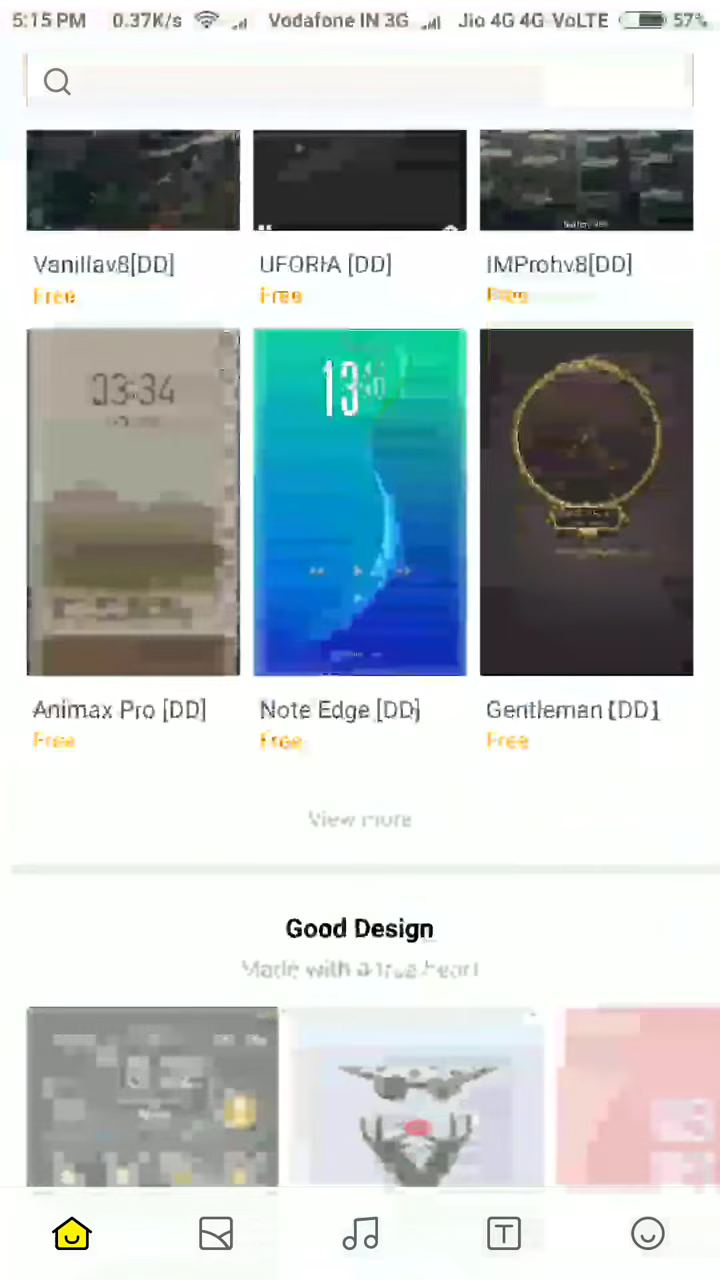 5:15 PM 0.37K/s Vodafone IN 3G Jio 4G 4G VoLTE 57%
Vanillav8[DD] UFORIA [DD] iMProhv8[DD]
Free Free Free
03:34 13
Animax Pro [DD] Note Edge [DD] Gentleman [DD]
Free Free Free
View more
Good Design
Made with a true heart
T